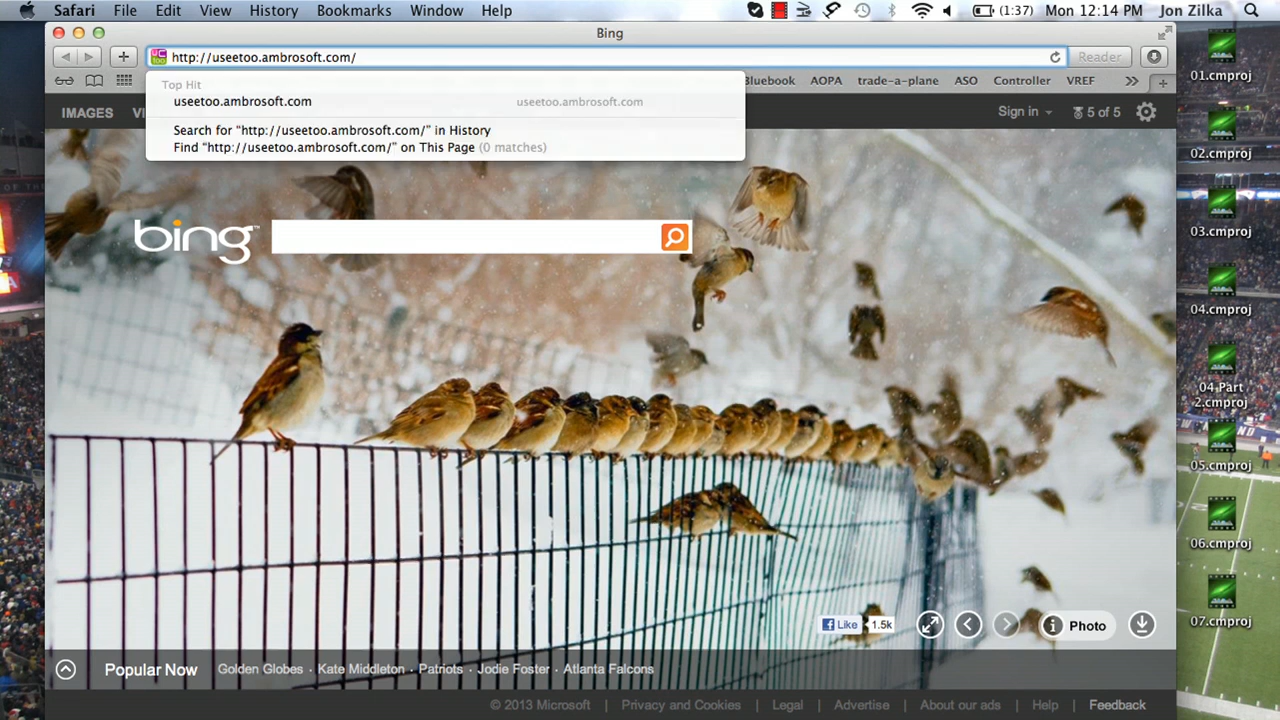 Safari File Edit View History Bookmarks Window Help (1:37) Mon 12:14 PM Jon Zilka
Bing
http://useetoo.ambrosoft.com/ Reader
Bluebook AOPA trade-a-plane ASO Controller VREF
Top Hit
useetoo.ambrosoft.com useetoo.ambrosoft.com
Search for “http://useetoo.ambrosoft.com/” in History
Find “http://useetoo.ambrosoft.com/” on This Page (0 matches)
IMAGES Sign in 5 of 5
bing
Like 1.5k
Photo
Popular Now Golden Globes · Kate Middleton · Patriots · Jodie Foster · Atlanta Falcons
© 2013 Microsoft | Privacy and Cookies | Legal | Advertise | About our ads | Help | Feedback
01.cmproj
02.cmproj
03.cmproj
04.cmproj
04 Part
2.cmproj
05.cmproj
06.cmproj
07.cmproj